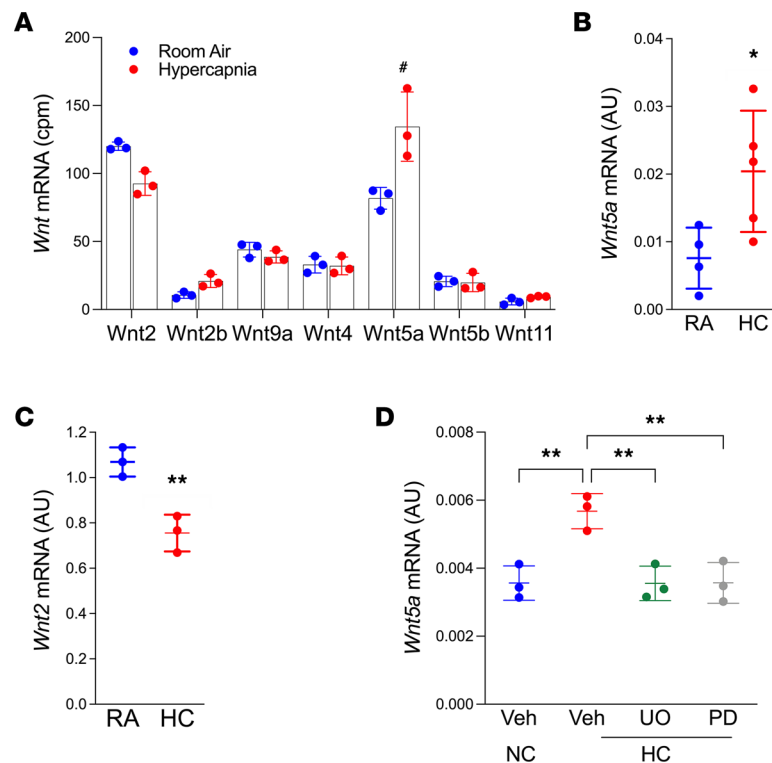 A
Wnt mRNA (cpm)
200
150
100
50
0
Room Air
Hypercapnia
#
Wnt2 Wnt2b Wnt9a Wnt4 Wnt5a Wnt5b Wnt11
B
Wnt5a mRNA (AU)
0.04
0.03
0.02
0.01
0.00
*
RA HC
C
Wnt2 mRNA (AU)
1.2
1.0
0.8
0.6
0.4
0.2
0.0
**
RA HC
D
Wnt5a mRNA (AU)
0.008
0.006
0.004
0.002
0.000
**
** **
Veh Veh UO PD
NC HC